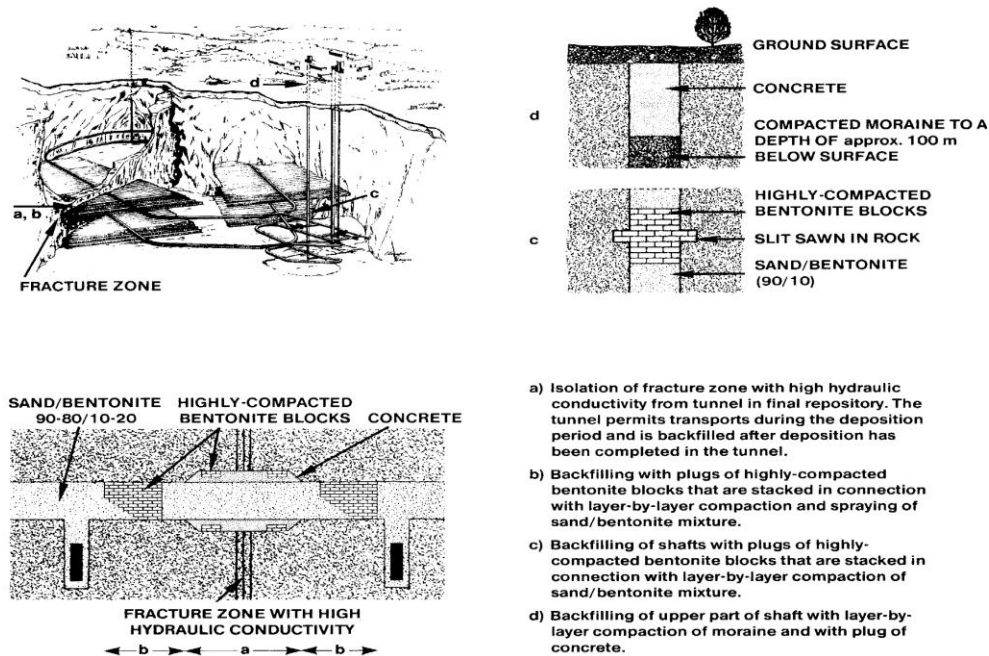 d
c
a, b
FRACTURE ZONE
d
GROUND SURFACE
CONCRETE
COMPACTED MORAINE TO A
DEPTH OF approx. 100 m
BELOW SURFACE
c
HIGHLY-COMPACTED
BENTONITE BLOCKS
SLIT SAWN IN ROCK
SAND/BENTONITE
(90/10)
SAND/BENTONITE
90-80/10-20
HIGHLY-COMPACTED
BENTONITE BLOCKS
CONCRETE
FRACTURE ZONE WITH HIGH
HYDRAULIC CONDUCTIVITY
b a b
a) Isolation of fracture zone with high hydraulic
conductivity from tunnel in final repository. The
tunnel permits transports during the deposition
period and is backfilled after deposition has
been completed in the tunnel.
b) Backfilling with plugs of highly-compacted
bentonite blocks that are stacked in connection
with layer-by-layer compaction and spraying of
sand/bentonite mixture.
c) Backfilling of shafts with plugs of highly-
compacted bentonite blocks that are stacked in
connection with layer-by-layer compaction of
sand/bentonite mixture.
d) Backfilling of upper part of shaft with layer-by-
layer compaction of moraine and with plug of
concrete.